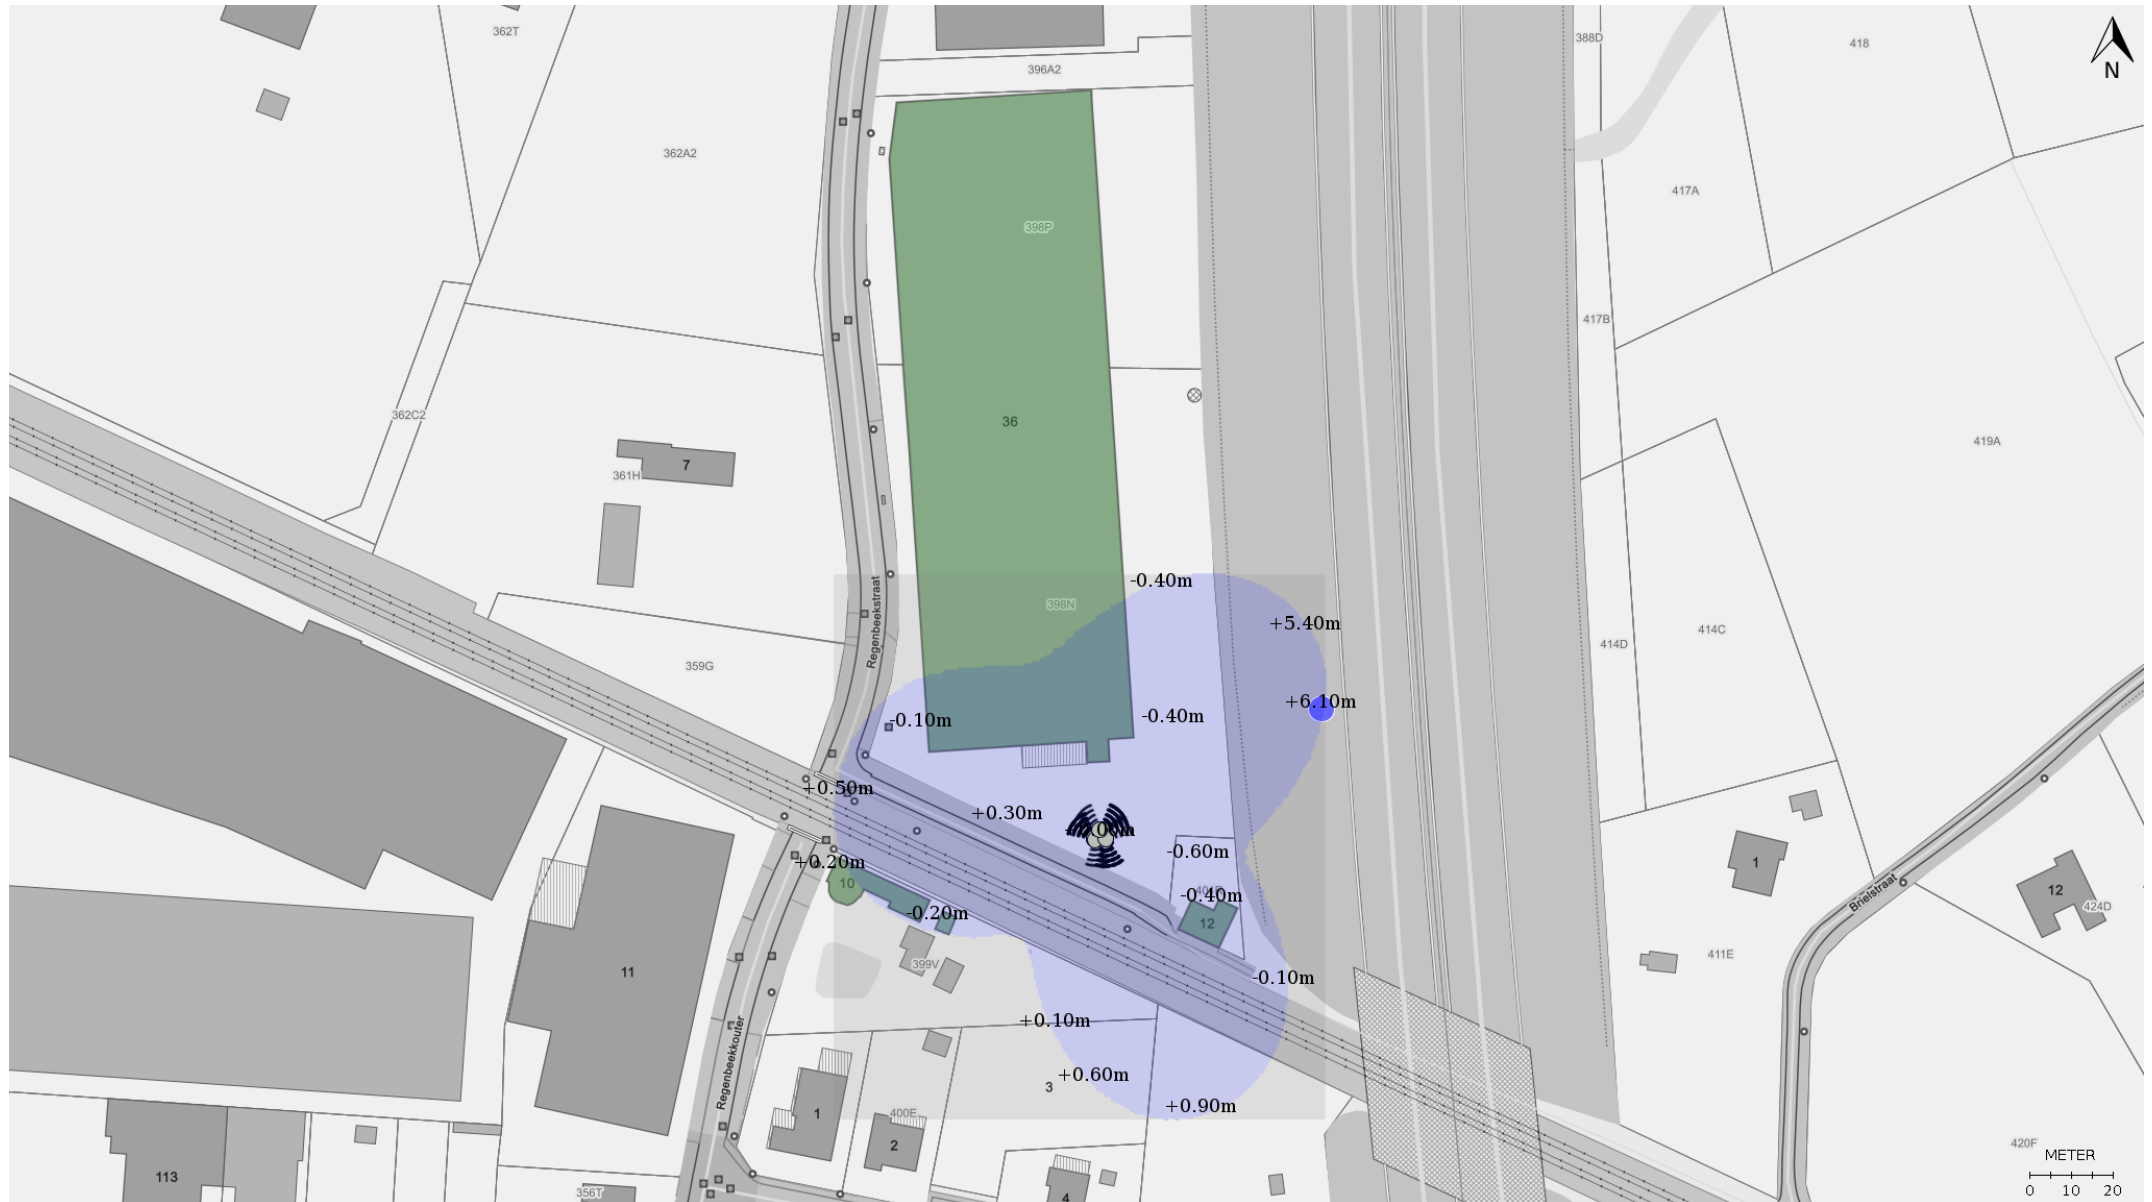 362T
388D
418
N
396A2
362A2
417A
398P
417B
362C2
36
419A
7
361H
Regenbeekstraat
-0.40m
398N
+5.40m
414C
414D
359G
+6.10m
-0.10m
-0.40m
+0.50m
+0.30m
-0.60m
+0.20m
1
10
-0.40m
12
Brielstraat
-0.20m
12
424D
11
399V
411E
-0.10m
+0.10m
Regenbeekkouter
+0.60m
3
+0.90m
1
400E
2
420F
METER
113
356T
4
0 10 20